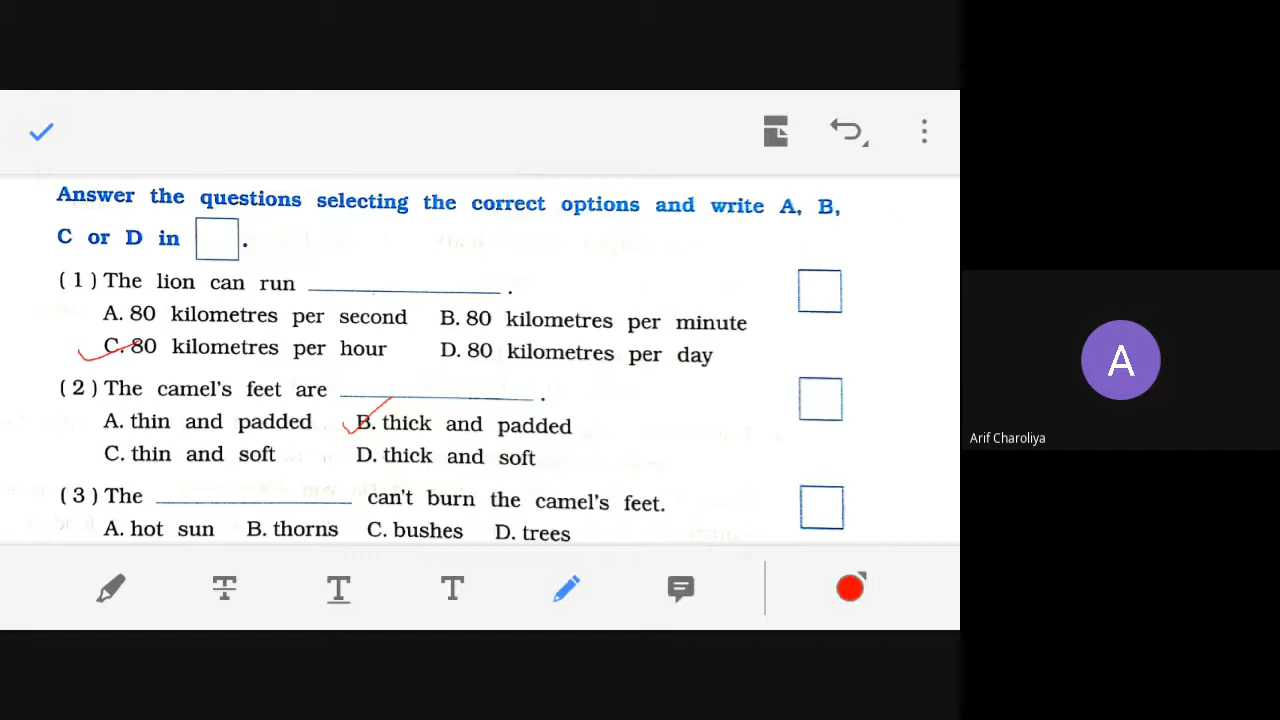 Answer the questions selecting the correct options and write A, B,
C or D in .
( 1 ) The lion can run ____________ .
A. 80 kilometres per second B. 80 kilometres per minute
C. 80 kilometres per hour D. 80 kilometres per day
( 2 ) The camel's feet are ____________ .
A. thin and padded B. thick and padded
C. thin and soft D. thick and soft
( 3 ) The ____________ can't burn the camel's feet.
A. hot sun B. thorns C. bushes D. trees
T T T
A
Arif Charoliya